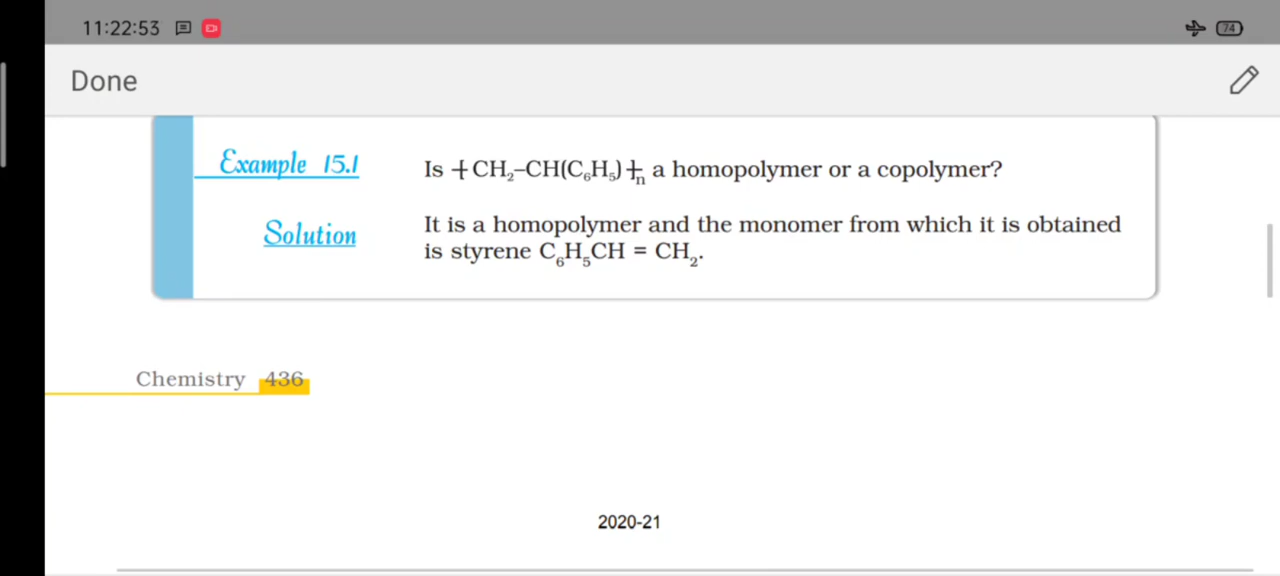 11:22:53
74
Done
Example 15.1
Is ⁅CH₂–CH(C₆H₅)⁆ₙ a homopolymer or a copolymer?
Solution
It is a homopolymer and the monomer from which it is obtained
is styrene C₆H₅CH = CH₂.
Chemistry 436
2020-21